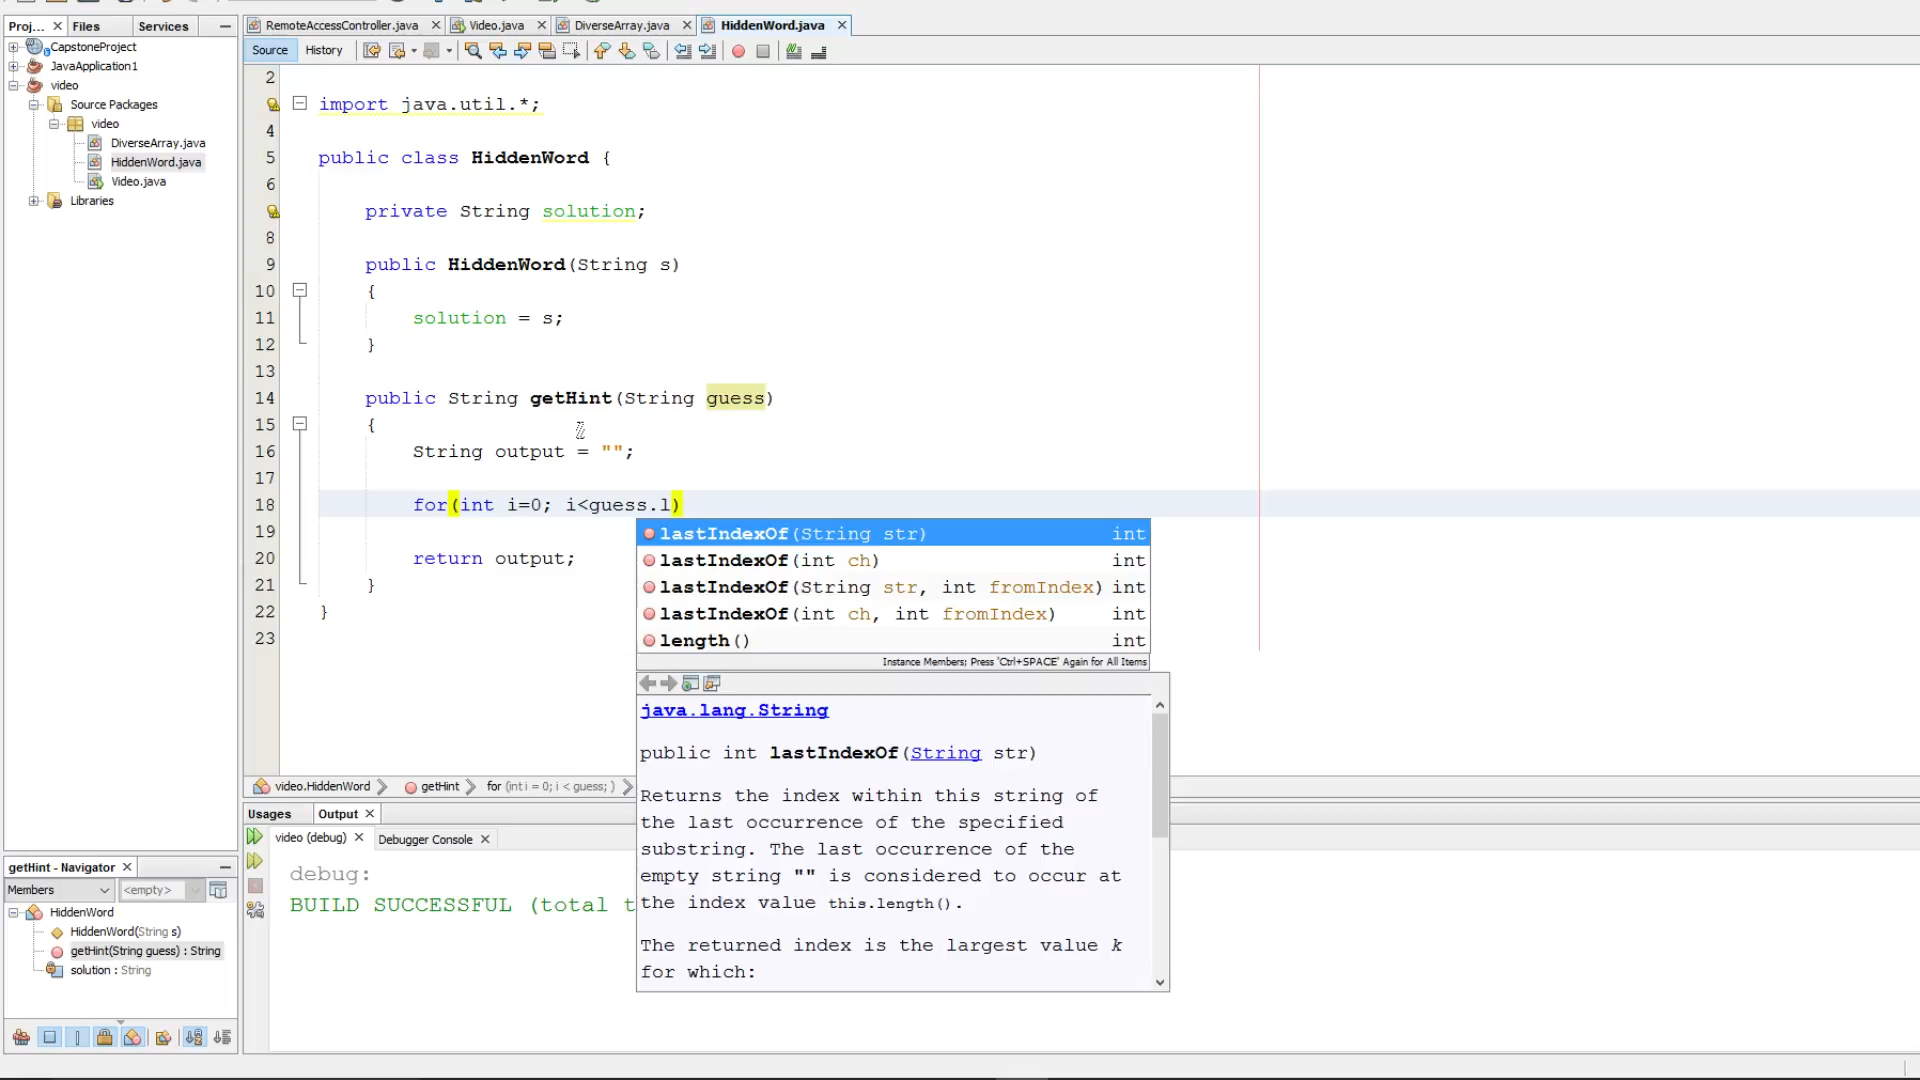 Proj...
Files
Services
CapstoneProject
JavaApplication1
video
Source Packages
video
DiverseArray.java
HiddenWord.java
Video.java
Libraries
RemoteAccessController.java
Video.java
DiverseArray.java
HiddenWord.java
Source
History
2
import java.util.*;
4
5 public class HiddenWord {
6
private String solution;
8
9 public HiddenWord(String s)
10 {
11 solution = s;
12 }
13
14 public String getHint(String guess)
15 {
16 String output = "";
17
18 for(int i=0; i<guess.l)
19
20 return output;
21 }
22 }
23
lastIndexOf(String str) int
lastIndexOf(int ch) int
lastIndexOf(String str, int fromIndex) int
lastIndexOf(int ch, int fromIndex) int
length() int
Instance Members; Press 'Ctrl+SPACE' Again for All Items
java.lang.String
public int lastIndexOf(String str)
Returns the index within this string of
the last occurrence of the specified
substring. The last occurrence of the
empty string "" is considered to occur at
the index value this.length().
The returned index is the largest value k
for which:
video.HiddenWord
getHint
for (int i = 0; i < guess; )
Usages
Output
video (debug)
Debugger Console
debug:
BUILD SUCCESSFUL (total t
getHint - Navigator
Members
<empty>
HiddenWord
HiddenWord(String s)
getHint(String guess) : String
solution : String